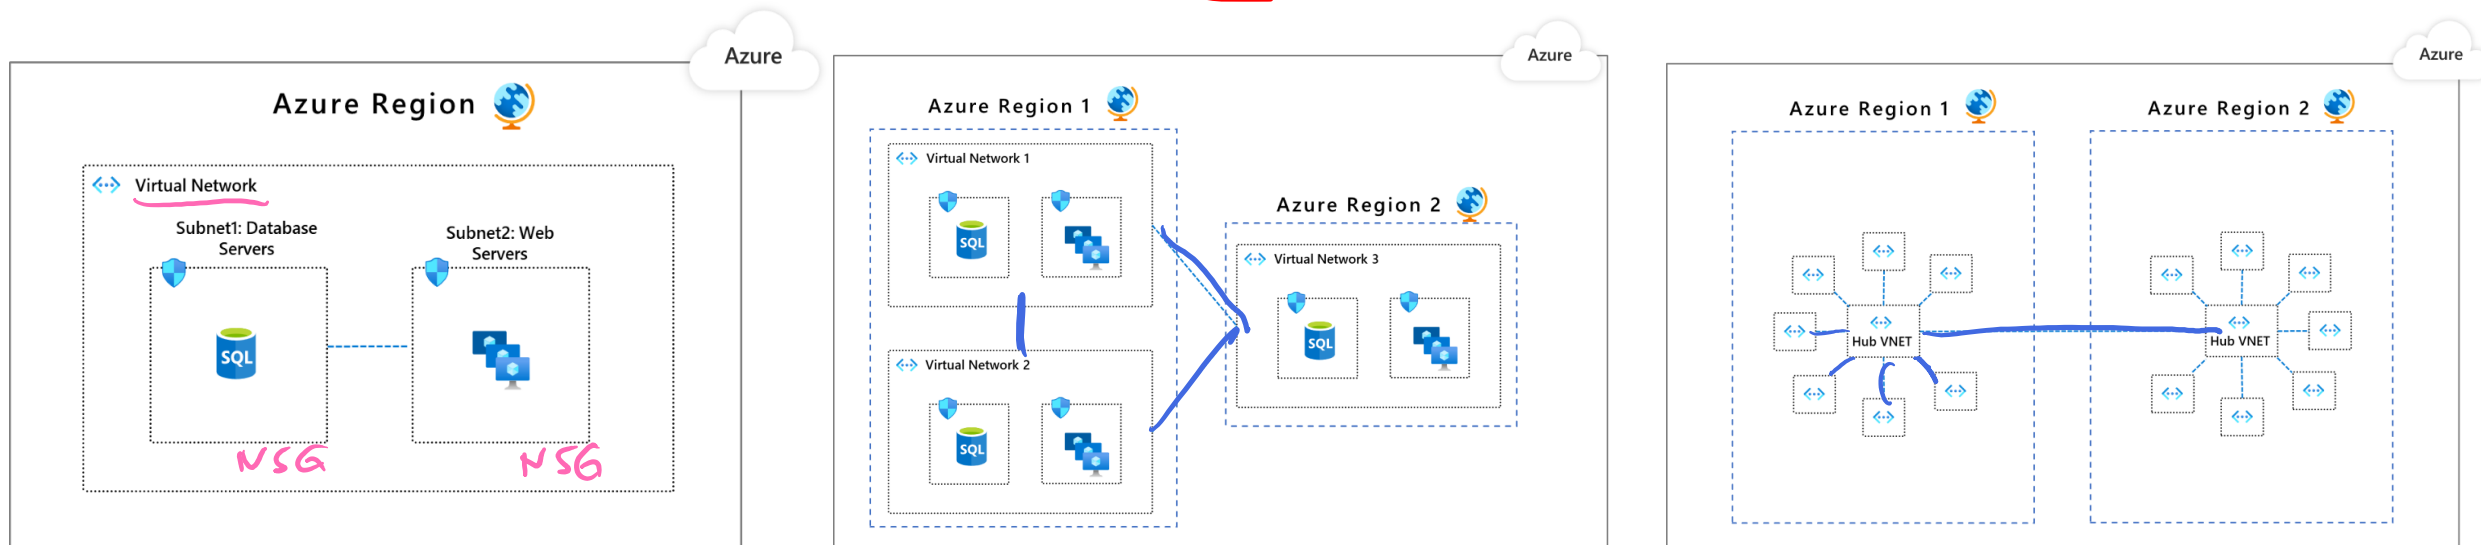 Azure
Azure Region
Virtual Network
Subnet1: Database
Servers
Subnet2: Web
Servers
SQL
NSG
NSG
Azure
Azure Region 1
Virtual Network 1
SQL
Virtual Network 2
SQL
Azure Region 2
Virtual Network 3
SQL
Azure
Azure Region 1
Hub VNET
Azure Region 2
Hub VNET